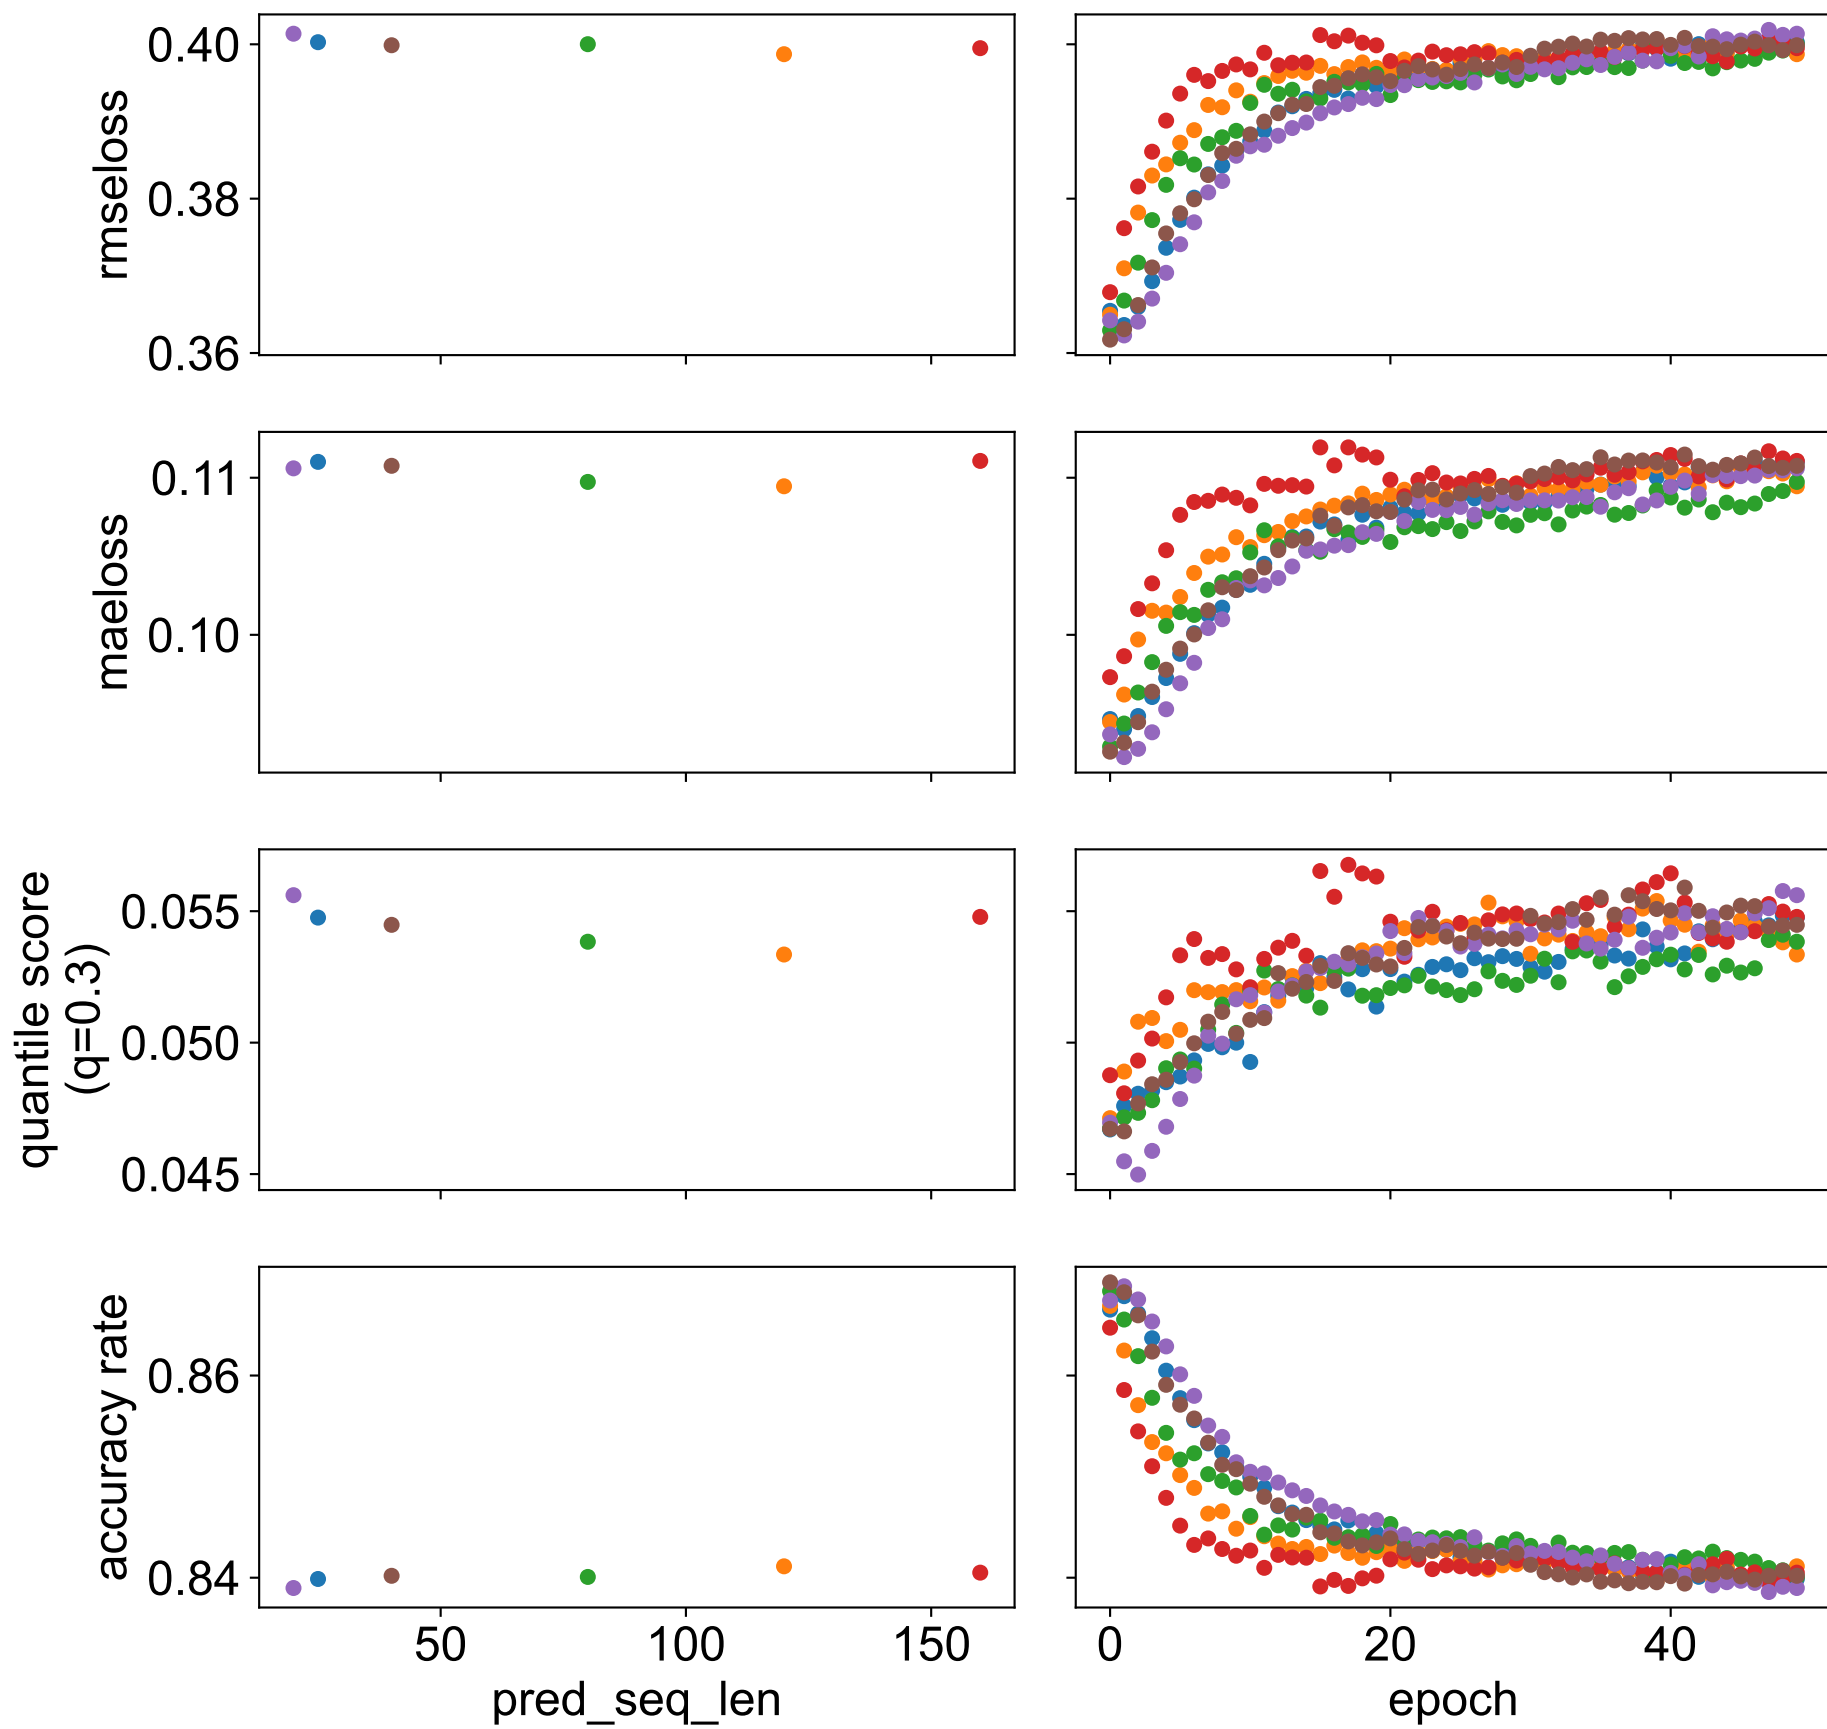 rmseloss
0.40
0.38
0.36
maeloss
0.11
0.10
quantile score
(q=0.3)
0.055
0.050
0.045
accuracy rate
0.86
0.84
50 100 150
pred_seq_len
0 20 40
epoch